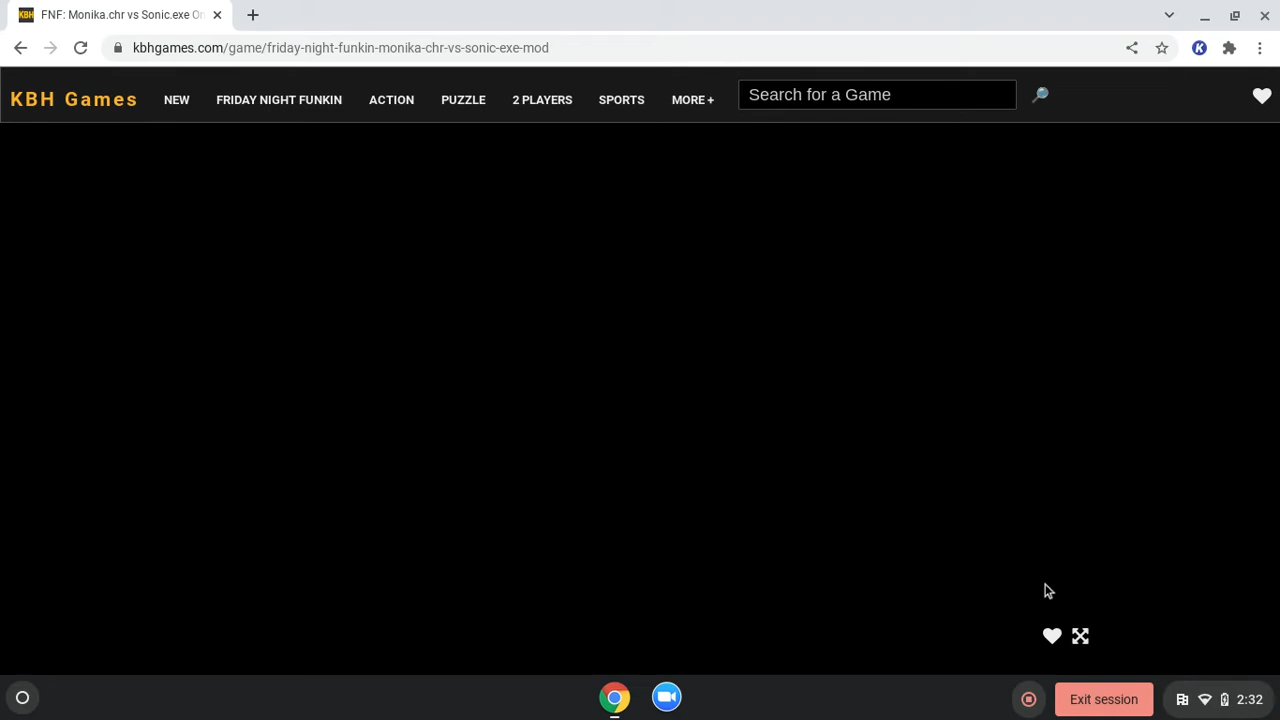 FNF: Monika.chr vs Sonic.exe On
kbhgames.com/game/friday-night-funkin-monika-chr-vs-sonic-exe-mod
K
KBH Games NEW FRIDAY NIGHT FUNKIN ACTION PUZZLE 2 PLAYERS SPORTS MORE + Search for a Game
Exit session 2:32